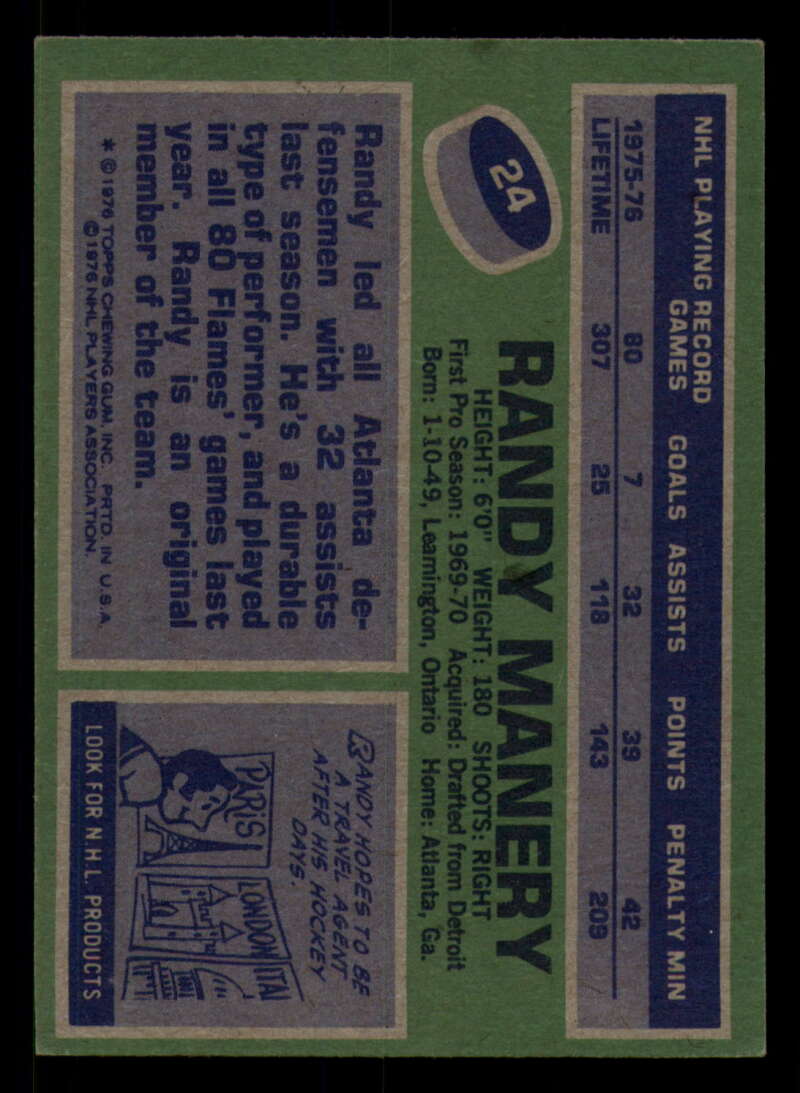 NHL PLAYING RECORD
GAMES GOALS ASSISTS POINTS PENALTY MIN
1975-76 80 7 32 39 42
LIFETIME 307 25 118 143 209
24
RANDY MANERY
HEIGHT: 6'0" WEIGHT: 180 SHOOTS: RIGHT
First Pro Season: 1969-70 Acquired: Drafted from Detroit
Born: 1-10-49, Leamington, Ontario Home: Atlanta, Ga.
Randy led all Atlanta de-
fensemen with 32 assists
last season. He's a durable
type of performer, and played
in all 80 Flames' games last
year. Randy is an original
member of the team.
* ©1976 TOPPS CHEWING GUM, INC. PRTD. IN U.S.A
©1976 NHL PLAYERS ASSOCIATION.
RANDY HOPES TO BE
A TRAVEL AGENT
AFTER HIS HOCKEY
DAYS.
PARIS
LONDON
ITA
LOOK FOR N.H.L. PRODUCTS